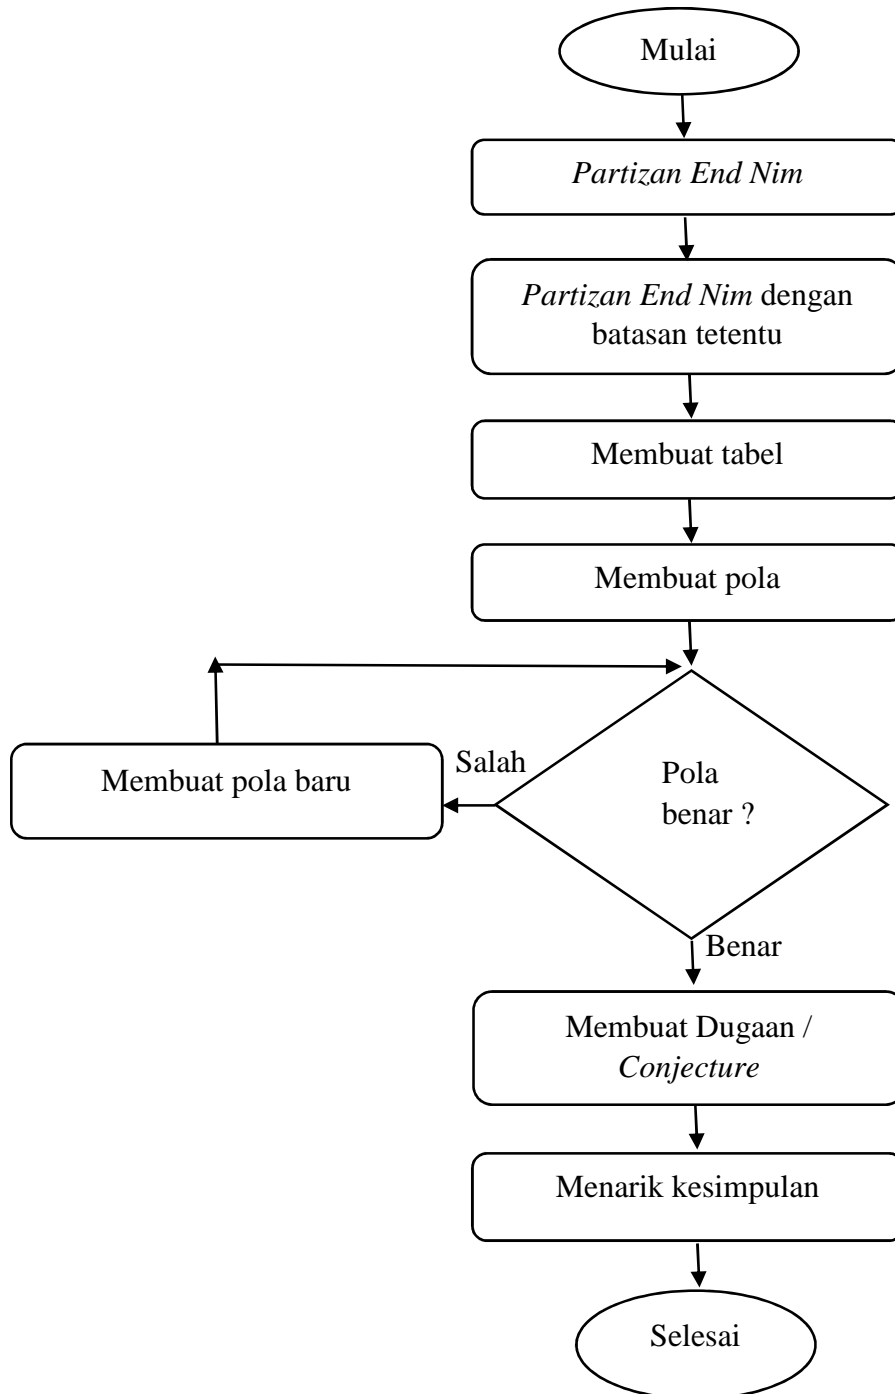 Mulai
Partizan End Nim
Partizan End Nim dengan
batasan tetentu
Membuat tabel
Membuat pola
Salah
Membuat pola baru
Pola
benar ?
Benar
Membuat Dugaan /
Conjecture
Menarik kesimpulan
Selesai